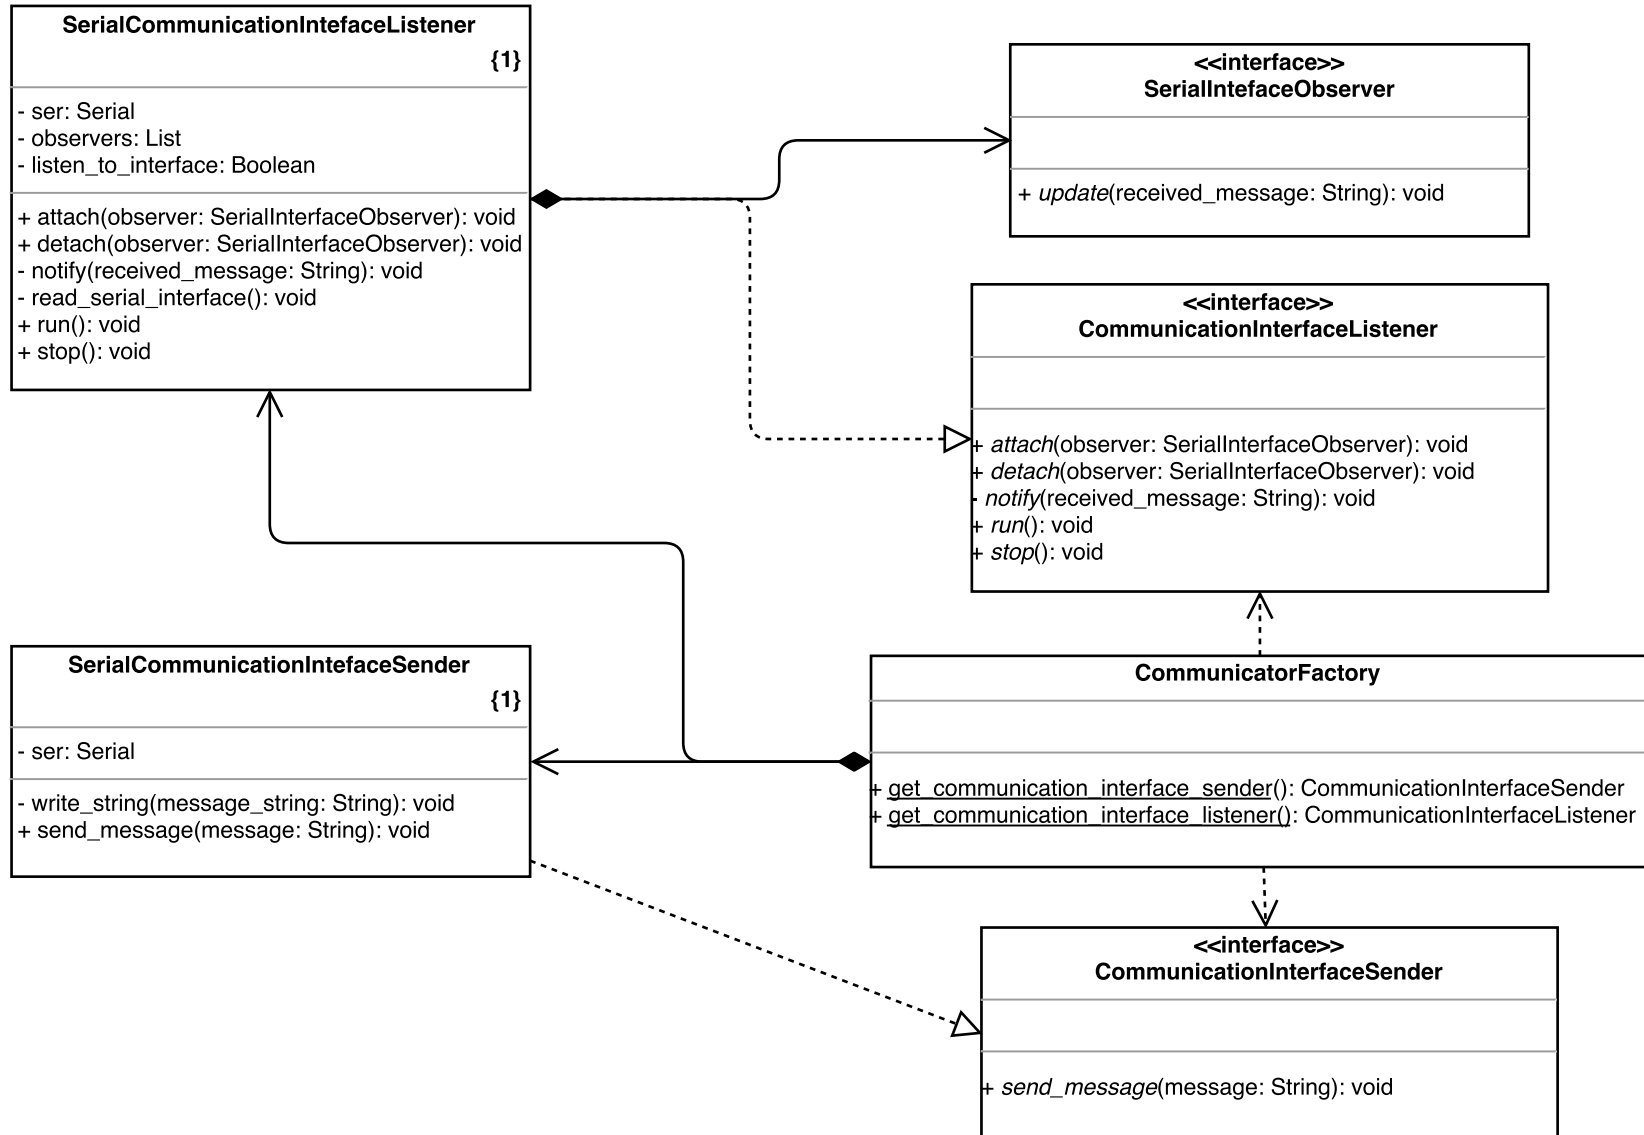 SerialCommunicationIntefaceListener
{1}
- ser: Serial
- observers: List
- listen_to_interface: Boolean
+ attach(observer: SerialInterfaceObserver): void
+ detach(observer: SerialInterfaceObserver): void
- notify(received_message: String): void
- read_serial_interface(): void
+ run(): void
+ stop(): void
<<interface>>
SerialIntefaceObserver
+ update(received_message: String): void
<<interface>>
CommunicationInterfaceListener
+ attach(observer: SerialInterfaceObserver): void
+ detach(observer: SerialInterfaceObserver): void
- notify(received_message: String): void
+ run(): void
+ stop(): void
SerialCommunicationIntefaceSender
{1}
- ser: Serial
- write_string(message_string: String): void
+ send_message(message: String): void
CommunicatorFactory
+ get_communication_interface_sender(): CommunicationInterfaceSender
+ get_communication_interface_listener(): CommunicationInterfaceListener
<<interface>>
CommunicationInterfaceSender
+ send_message(message: String): void